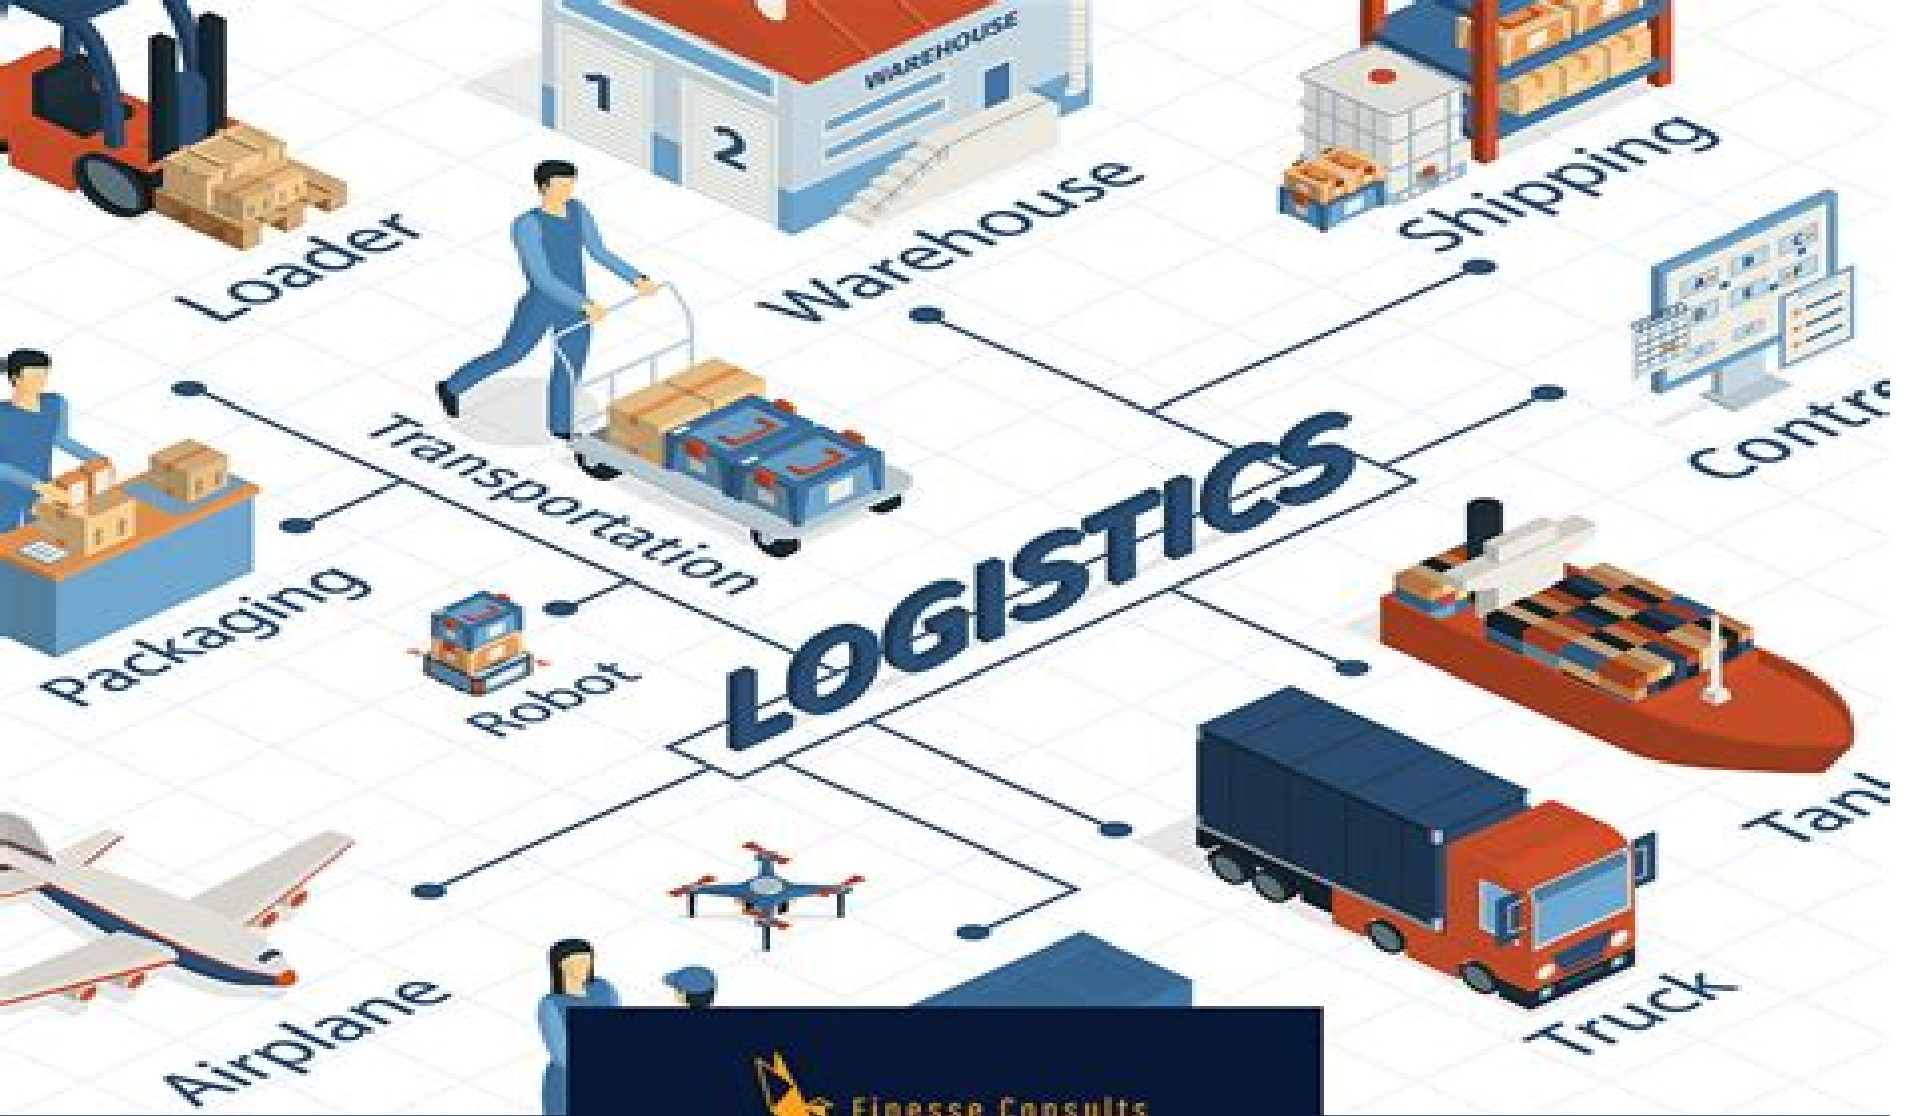 WAREHOUSE
1
2
Shipping
Loader
Warehouse
Transportation
LOGISTICS
Packaging
Robot
Airplane
Truck
Finesse Consults